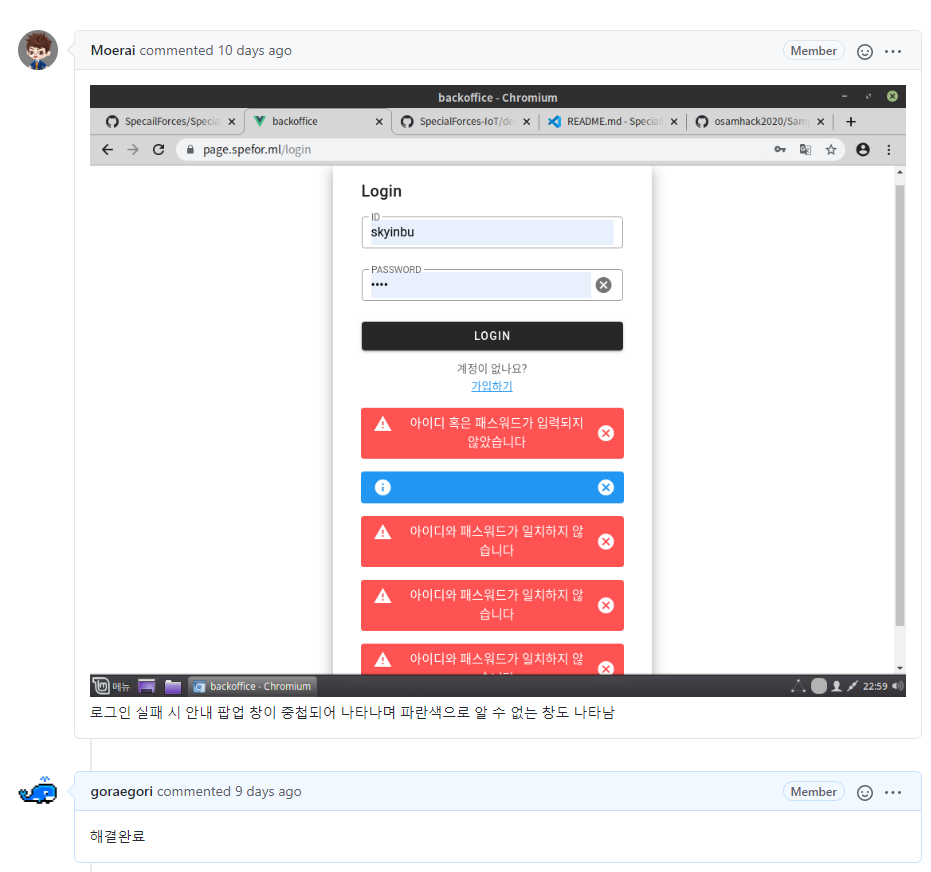 Moerai commented 10 days ago
Member
backoffice - Chromium
SpecailForces/Special
backoffice
SpecialForces-IoT/de
README.md - Special
osamhack2020/Sam
page.spefor.ml/login
Login
ID
skyinbu
PASSWORD
••••
LOGIN
계정이 없나요?
가입하기
아이디 혹은 패스워드가 입력되지
않았습니다
아이디와 패스워드가 일치하지 않
습니다
아이디와 패스워드가 일치하지 않
습니다
아이디와 패스워드가 일치하지 않
메뉴
backoffice - Chromium
22:59
로그인 실패 시 안내 팝업 창이 중첩되어 나타나며 파란색으로 알 수 없는 창도 나타남
goraegori commented 9 days ago
Member
해결완료